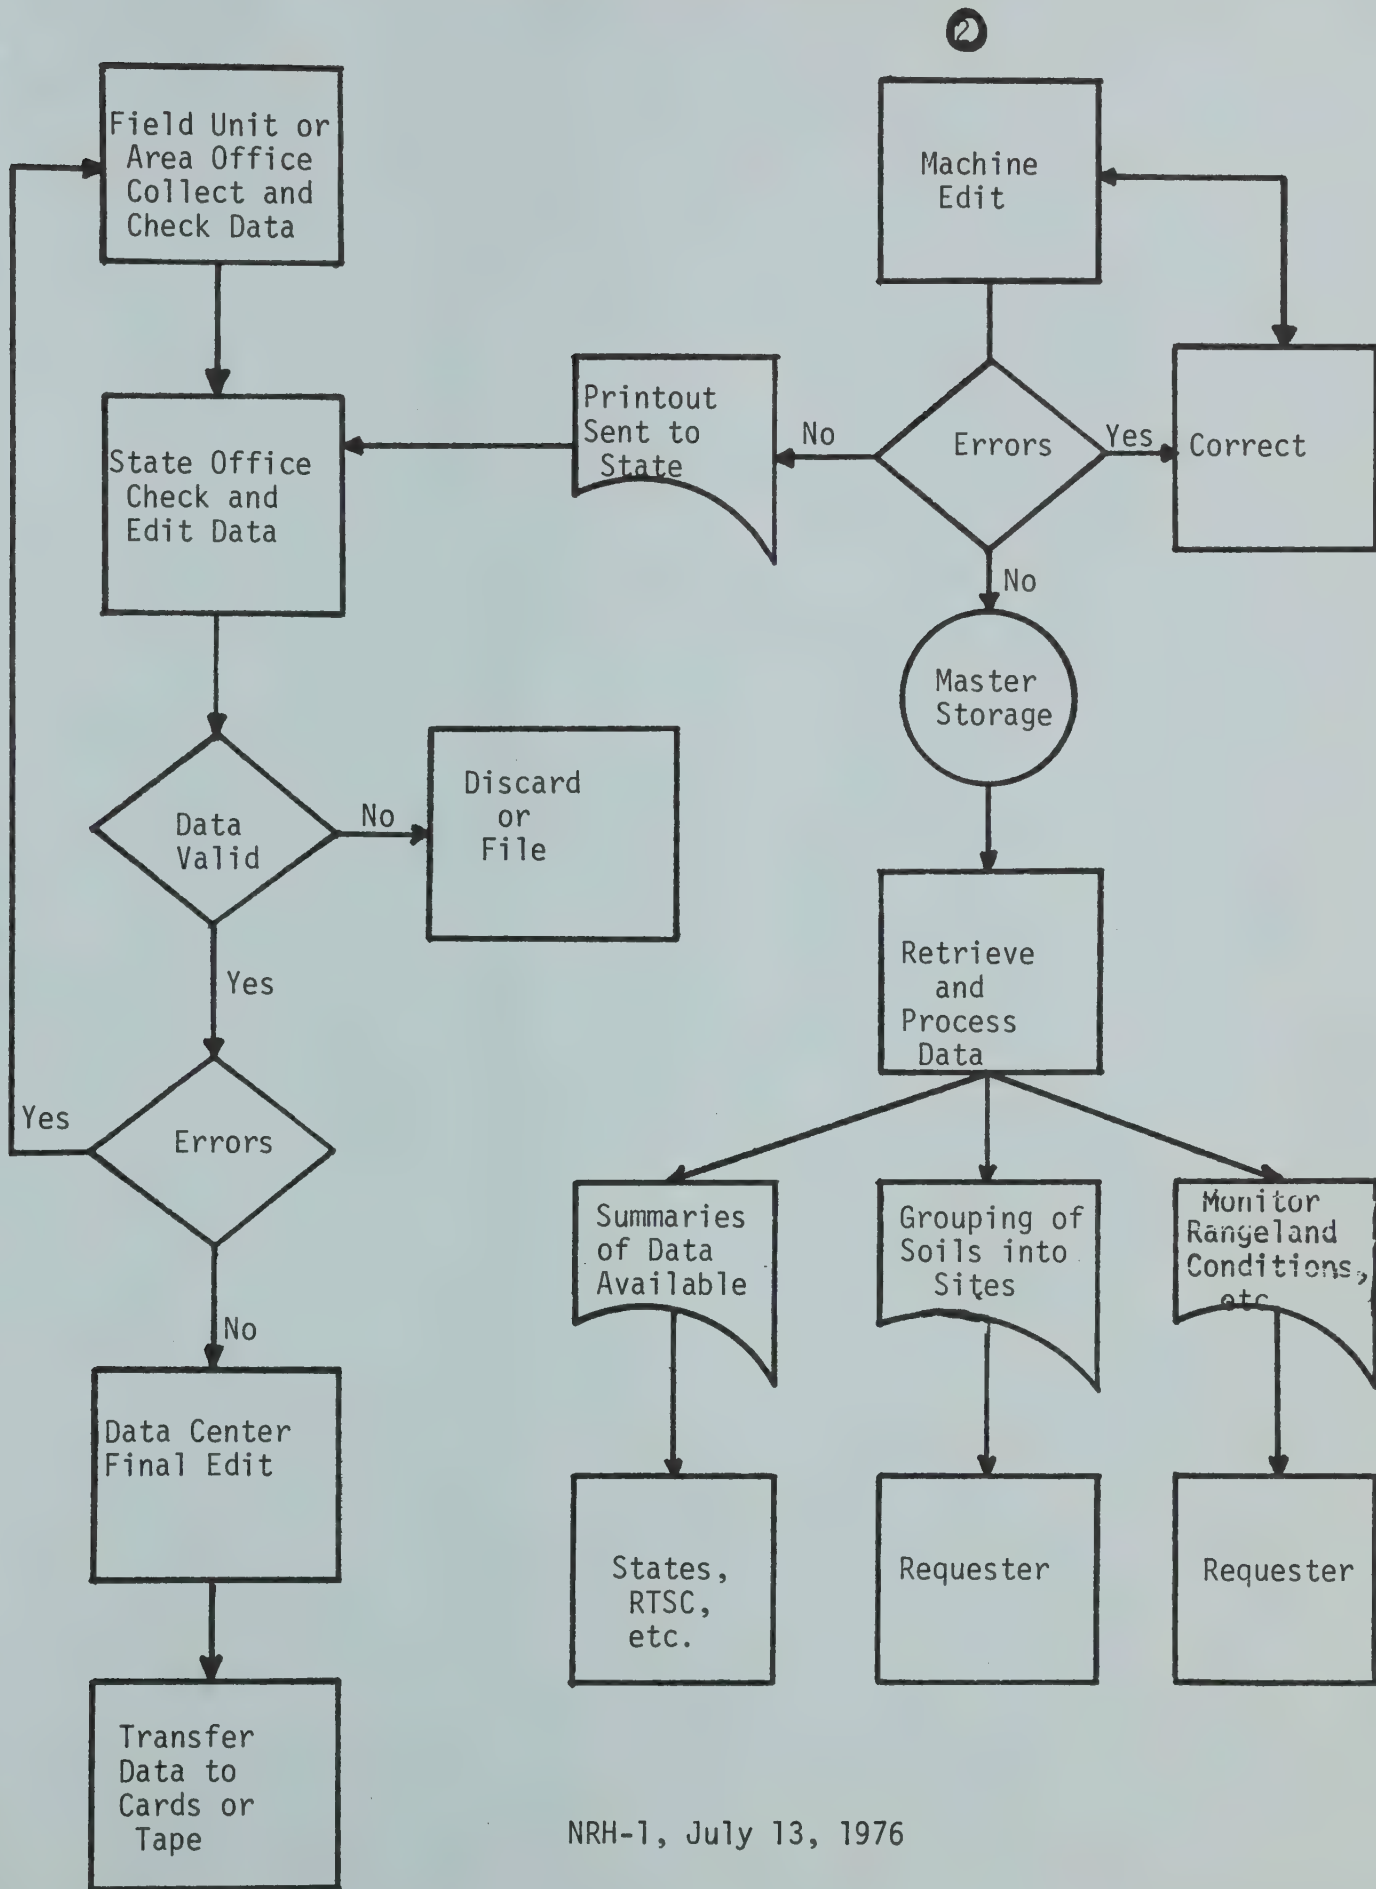 2
Field Unit or
Area Office
Collect and
Check Data
State Office
Check and
Edit Data
Data
Valid
No
Discard
or
File
Yes
Errors
Yes
No
Data Center
Final Edit
Transfer
Data to
Cards or
Tape
Machine
Edit
Errors
Yes
Correct
No
Printout
Sent to
State
No
Master
Storage
Retrieve
and
Process
Data
Summaries
of Data
Available
Grouping of
Soils into
Sites
Monitor
Rangeland
Conditions,
etc
States,
RTSC,
etc.
Requester
Requester
NRH-1, July 13, 1976